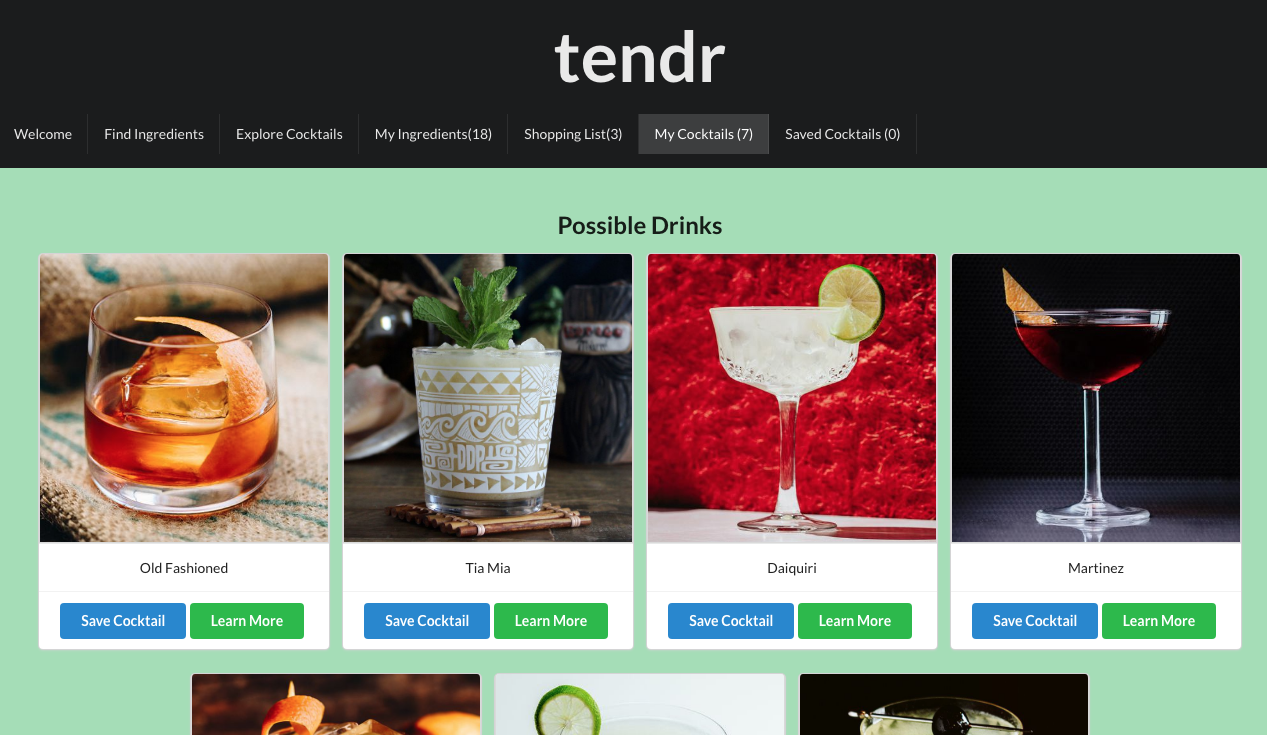 tendr
Welcome
Find Ingredients
Explore Cocktails
My Ingredients(18)
Shopping List(3)
My Cocktails (7)
Saved Cocktails (0)
Possible Drinks
Old Fashioned
Tia Mia
Daiquiri
Martinez
Save Cocktail
Learn More
Save Cocktail
Learn More
Save Cocktail
Learn More
Save Cocktail
Learn More